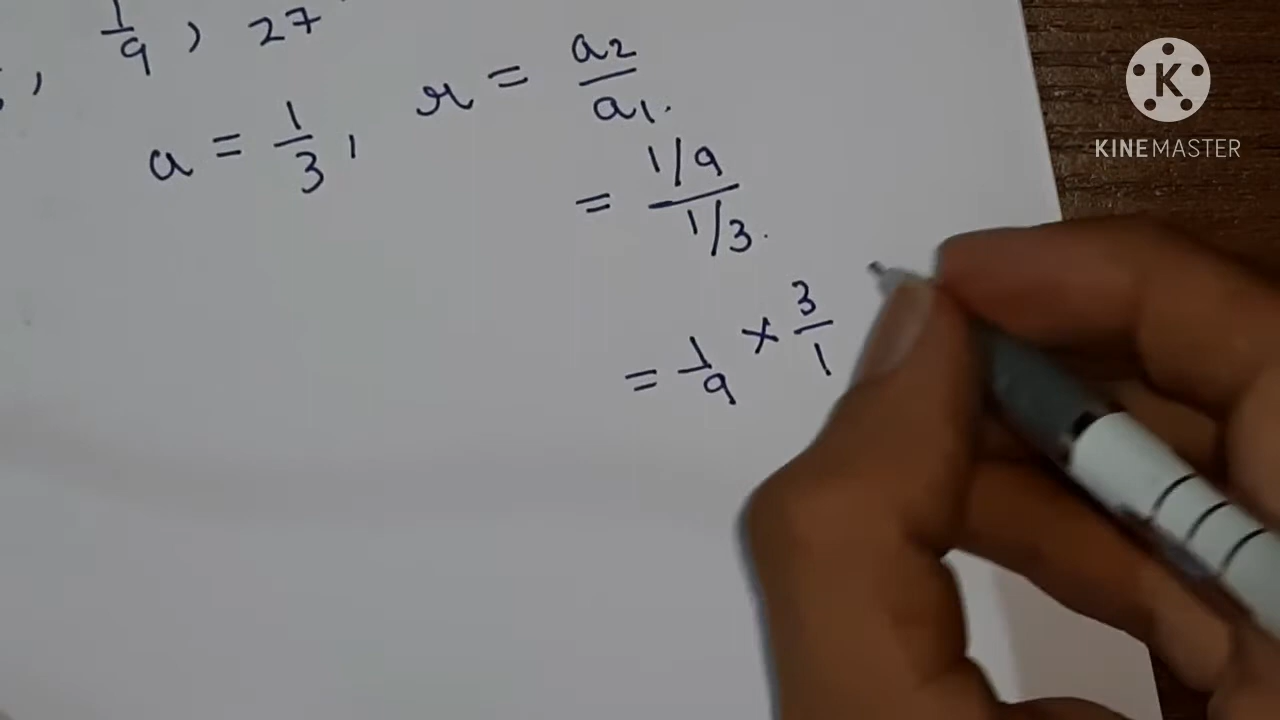 , 1/9, 27
a = 1/3, r = a2/a1.
= 1/9 / 1/3.
= 1/9 × 3/1
K
KINEMASTER